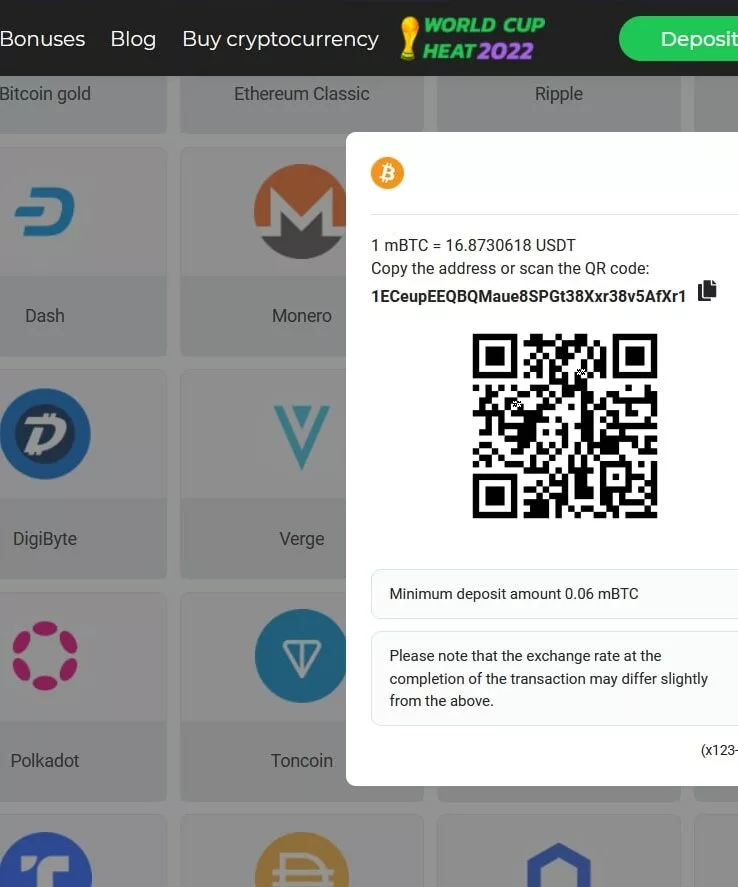 Bonuses Blog Buy cryptocurrency WORLD CUP HEAT 2022 Deposit
Bitcoin gold Ethereum Classic Ripple
1 mBTC = 16.8730618 USDT
Copy the address or scan the QR code:
1ECeupEEQBQMaue8SPGt38Xxr38v5AfXr1
Dash Monero
DigiByte Verge
Minimum deposit amount 0.06 mBTC
Please note that the exchange rate at the
completion of the transaction may differ slightly
from the above.
(x123-
Polkadot Toncoin